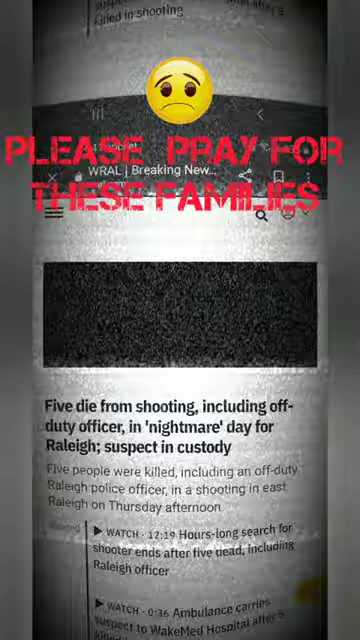 killed in shooting
PLEASE PRAY FOR
WRAL | Breaking New...
THESE FAMILIES
Five die from shooting, including off-
duty officer, in 'nightmare' day for
Raleigh; suspect in custody
Five people were killed, including an off-duty
Raleigh police officer, in a shooting in east
Raleigh on Thursday afternoon.
WATCH · 12:19 Hours-long search for
shooter ends after five dead, including
Raleigh officer
WATCH · 0:36 Ambulance carries
suspect to WakeMed Hospital after 5